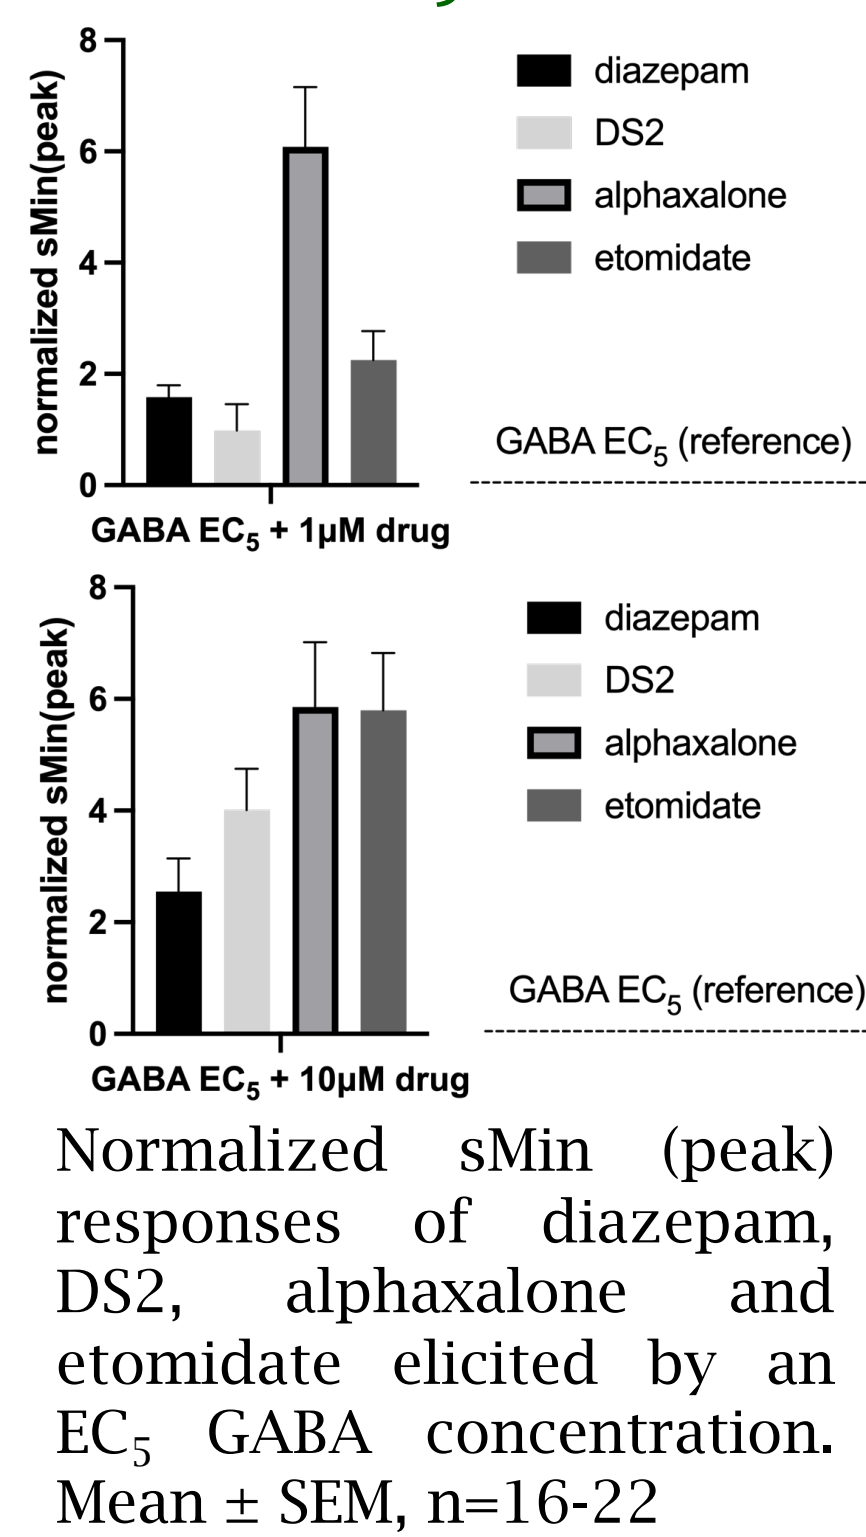 8
6
4
2
0
normalized sMin(peak)
diazepam
DS2
alphaxalone
etomidate
GABA EC₅ (reference)
GABA EC₅ + 1µM drug
8
6
4
2
0
normalized sMin(peak)
diazepam
DS2
alphaxalone
etomidate
GABA EC₅ (reference)
GABA EC₅ + 10µM drug
Normalized sMin (peak)
responses of diazepam,
DS2, alphaxalone and
etomidate elicited by an
EC₅ GABA concentration.
Mean ± SEM, n=16-22